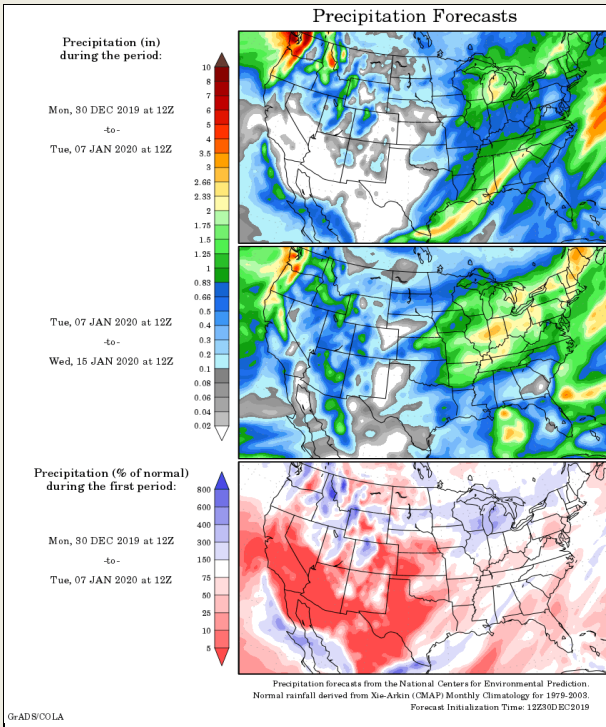 Precipitation Forecasts
Precipitation (in)
during the period:
Mon, 30 DEC 2019 at 12Z
-to-
Tue, 07 JAN 2020 at 12Z
10
8
7
6
5
4
3.5
3
2.66
2.33
2
1.75
1.5
1.25
1
0.83
0.66
0.5
0.4
0.3
0.2
0.1
0.08
0.06
0.04
0.02
Tue, 07 JAN 2020 at 12Z
-to-
Wed, 15 JAN 2020 at 12Z
Precipitation (% of normal)
during the first period:
Mon, 30 DEC 2019 at 12Z
-to-
Tue, 07 JAN 2020 at 12Z
800
600
400
300
150
75
50
25
10
5
Precipitation forecasts from the National Centers for Environmental Prediction.
Normal rainfall derived from Xie-Arkin (CMAP) Monthly Climatology for 1979-2003.
Forecast Initialization Time: 12Z30DEC2019
GrADS/COLA